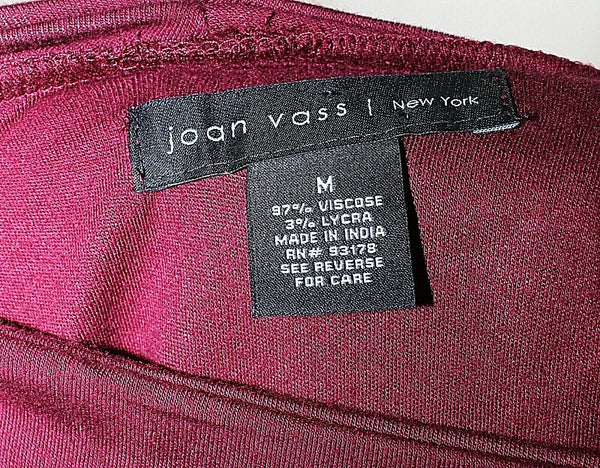 joan vass | New York
M
97% VISCOSE
3% LYCRA
MADE IN INDIA
RN# 93178
SEE REVERSE
FOR CARE